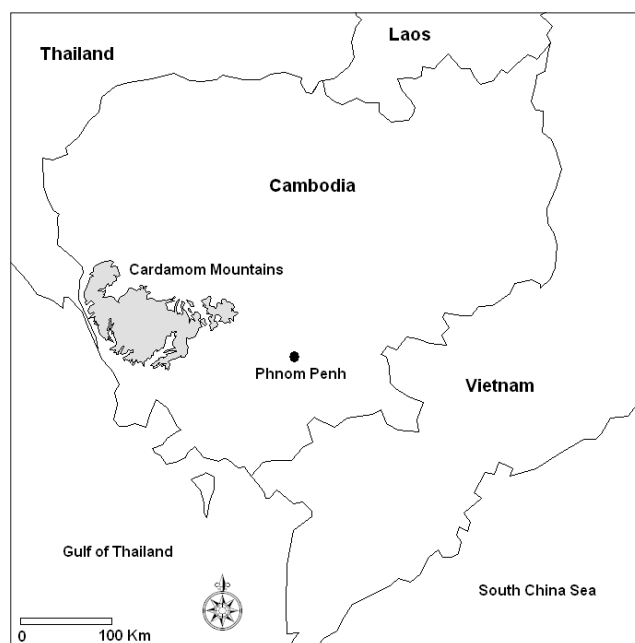 Laos
Thailand
Cambodia
Cardamom Mountains
Phnom Penh
Vietnam
Gulf of Thailand
South China Sea
0 100 Km